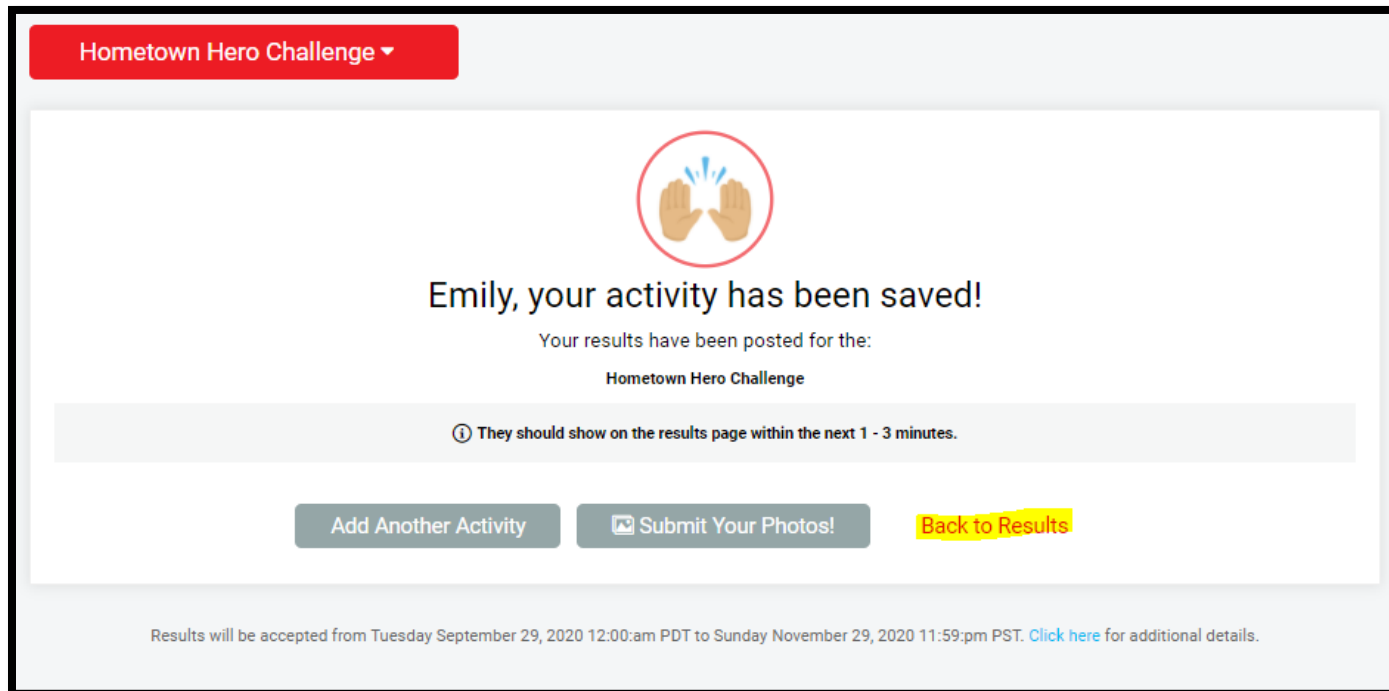 Hometown Hero Challenge
Emily, your activity has been saved!
Your results have been posted for the:
Hometown Hero Challenge
They should show on the results page within the next 1 - 3 minutes.
Add Another Activity
Submit Your Photos!
Back to Results
Results will be accepted from Tuesday September 29, 2020 12:00:am PDT to Sunday November 29, 2020 11:59:pm PST. Click here for additional details.